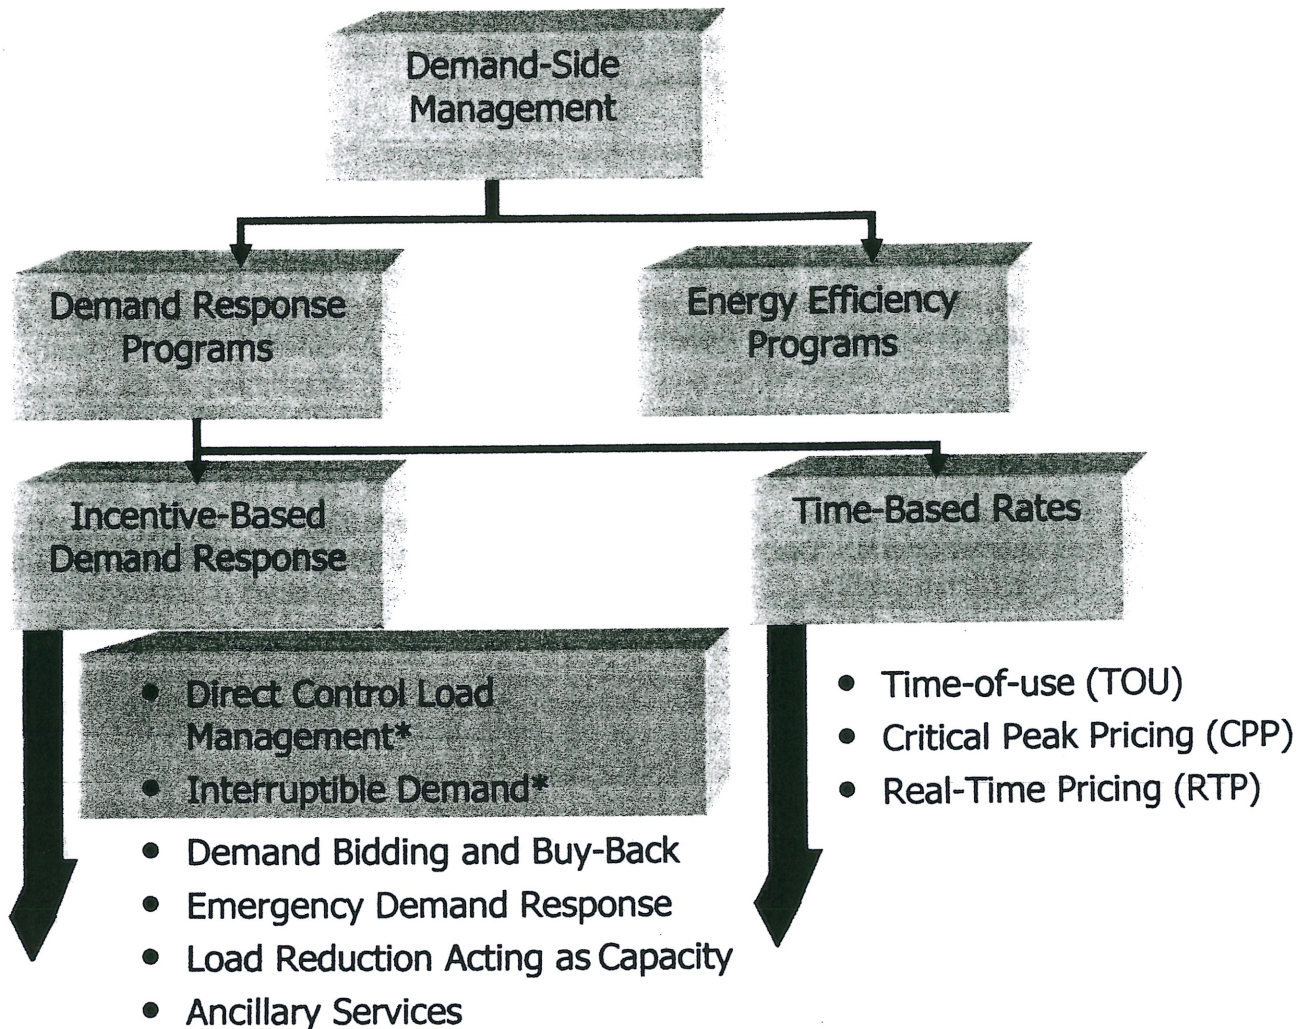 Demand-Side
Management
Demand Response
Programs
Energy Efficiency
Programs
Incentive-Based
Demand Response
Time-Based Rates
• Direct Control Load
Management*
• Interruptible Demand*
• Demand Bidding and Buy-Back
• Emergency Demand Response
• Load Reduction Acting as Capacity
• Ancillary Services
• Time-of-use (TOU)
• Critical Peak Pricing (CPP)
• Real-Time Pricing (RTP)